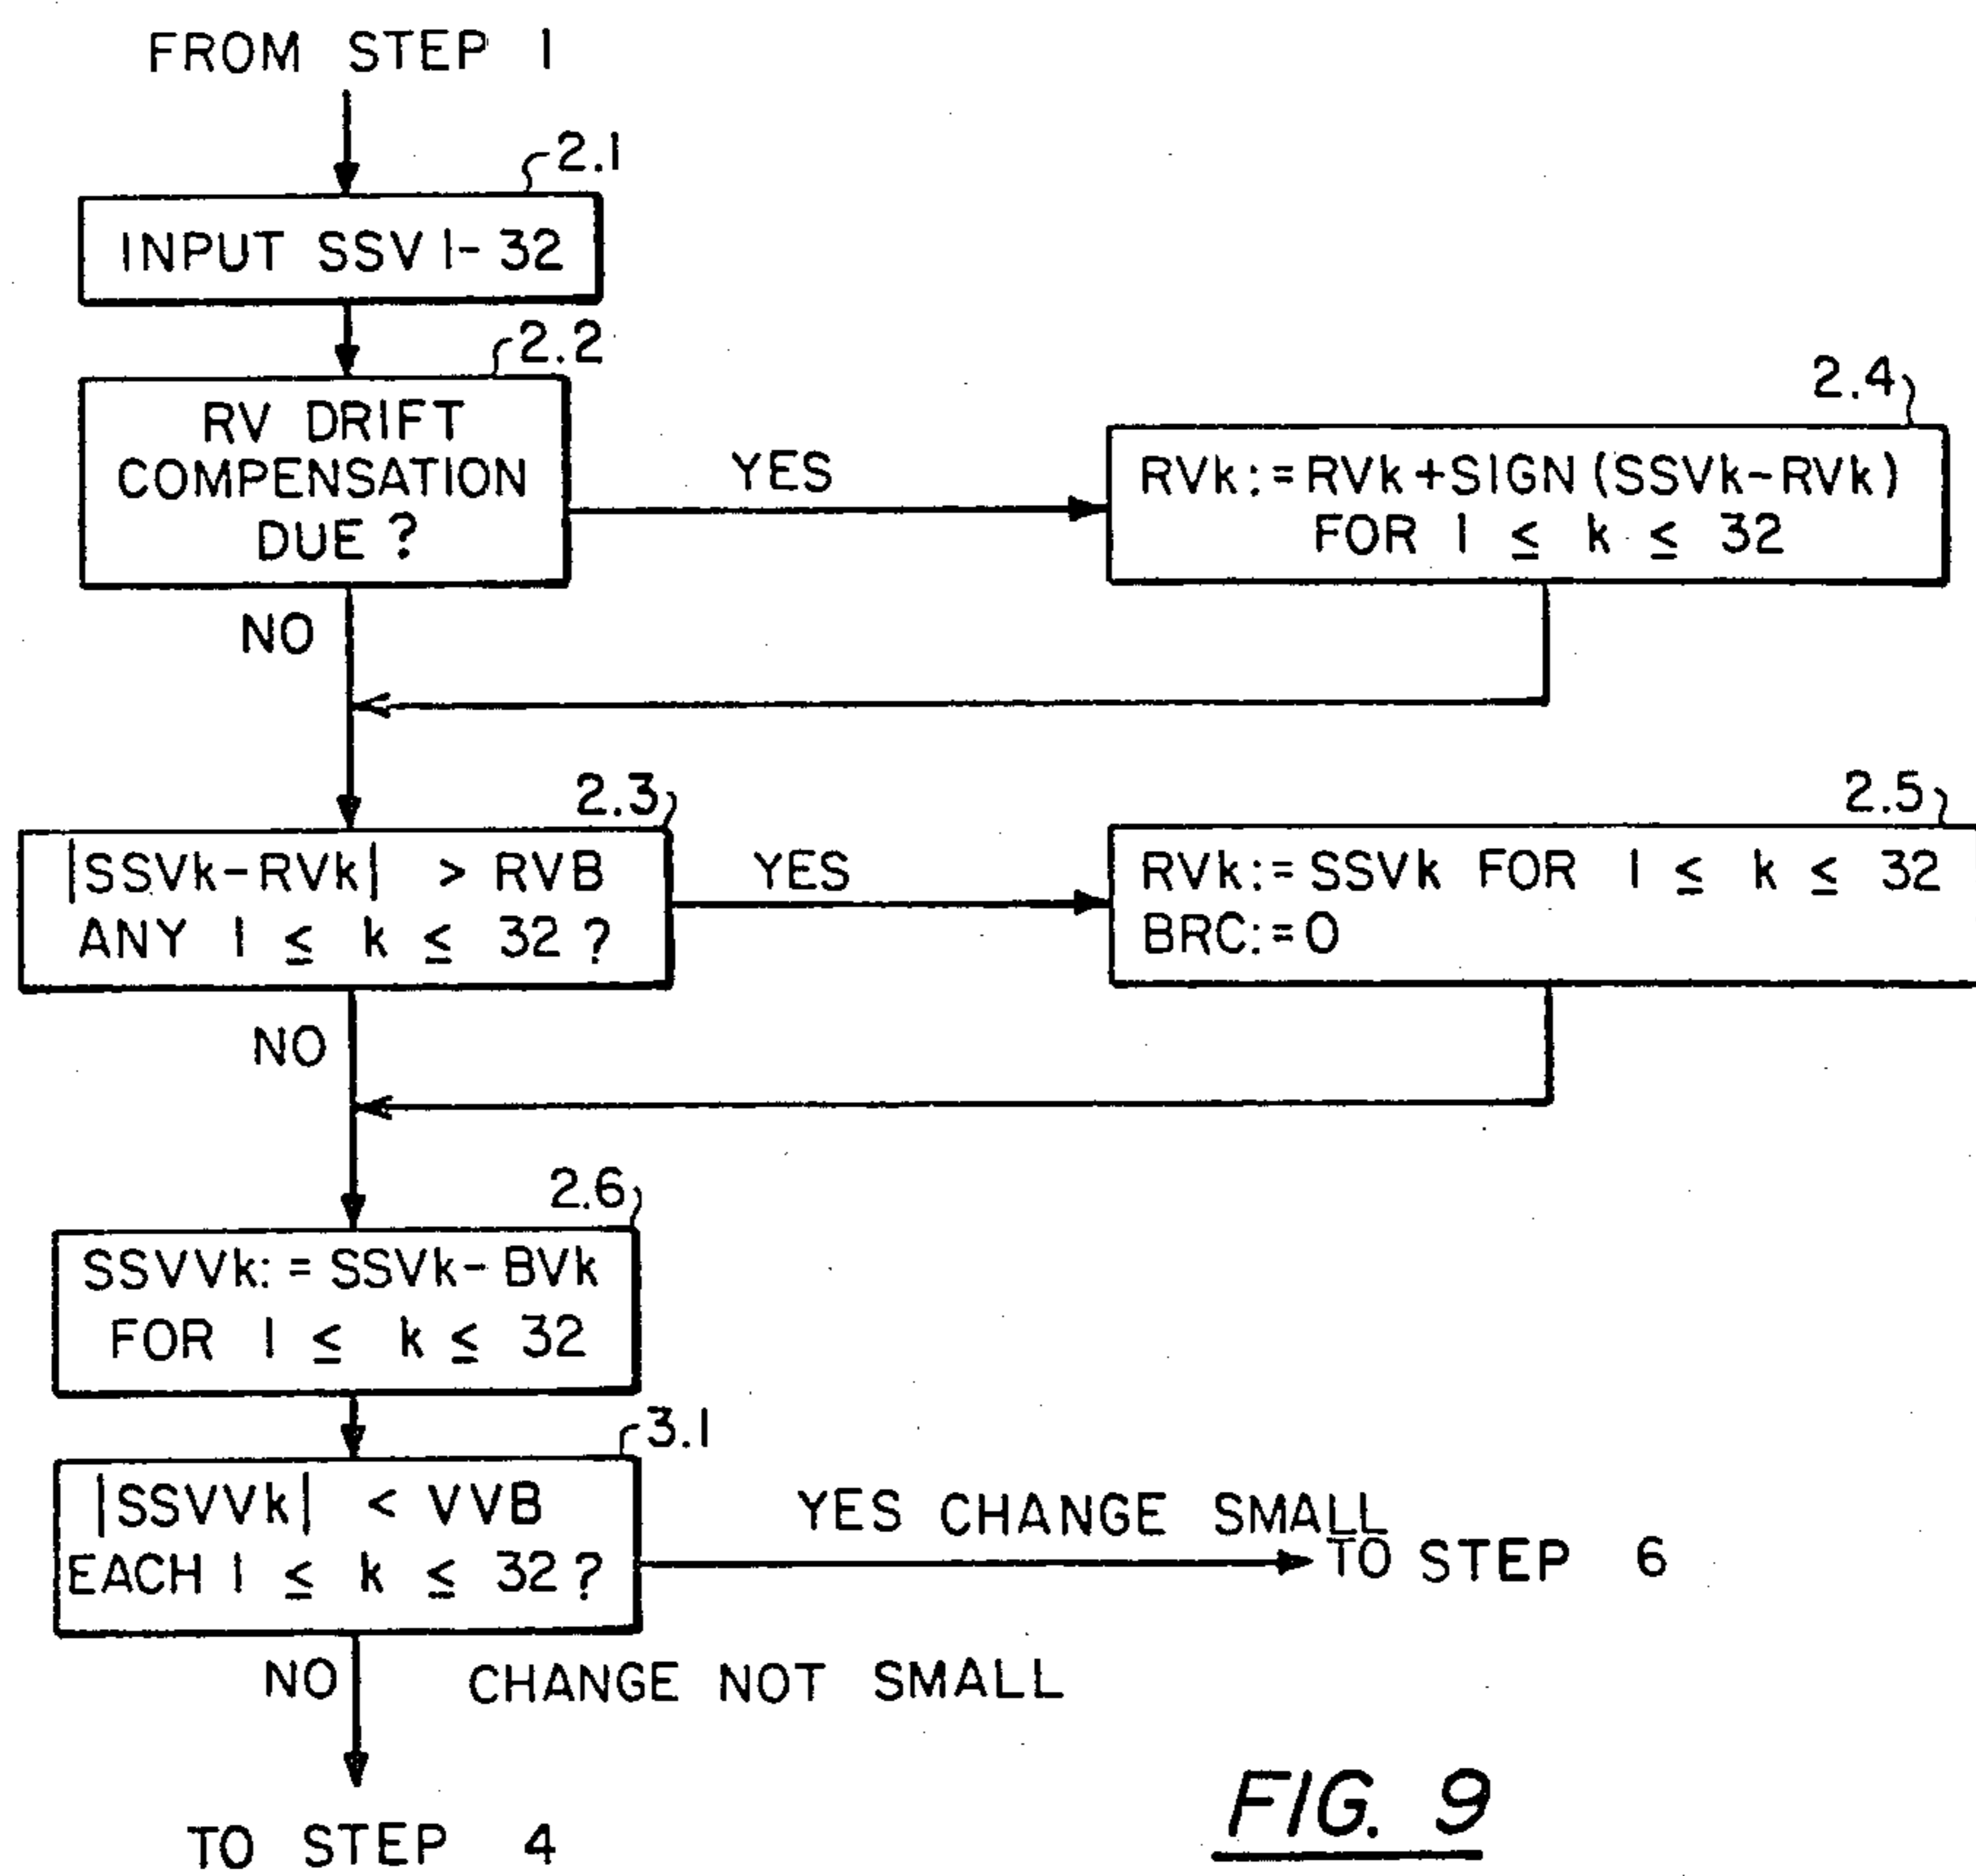 FROM STEP 1
2.1
INPUT SSV 1-32
2.2
RV DRIFT
COMPENSATION
DUE ?
YES
NO
2.4
RVk:=RVk+SIGN(SSVk-RVk)
FOR 1 ≤ k ≤ 32
2.3
|SSVk-RVk| > RVB
ANY 1 ≤ k ≤ 32 ?
YES
NO
2.5
RVk:=SSVk FOR 1 ≤ k ≤ 32
BRC:=0
2.6
SSVVk:=SSVk-BVk
FOR 1 ≤ k ≤ 32
3.1
|SSVVk| < VVB
EACH 1 ≤ k ≤ 32 ?
YES CHANGE SMALL
TO STEP 6
NO CHANGE NOT SMALL
TO STEP 4
FIG. 9